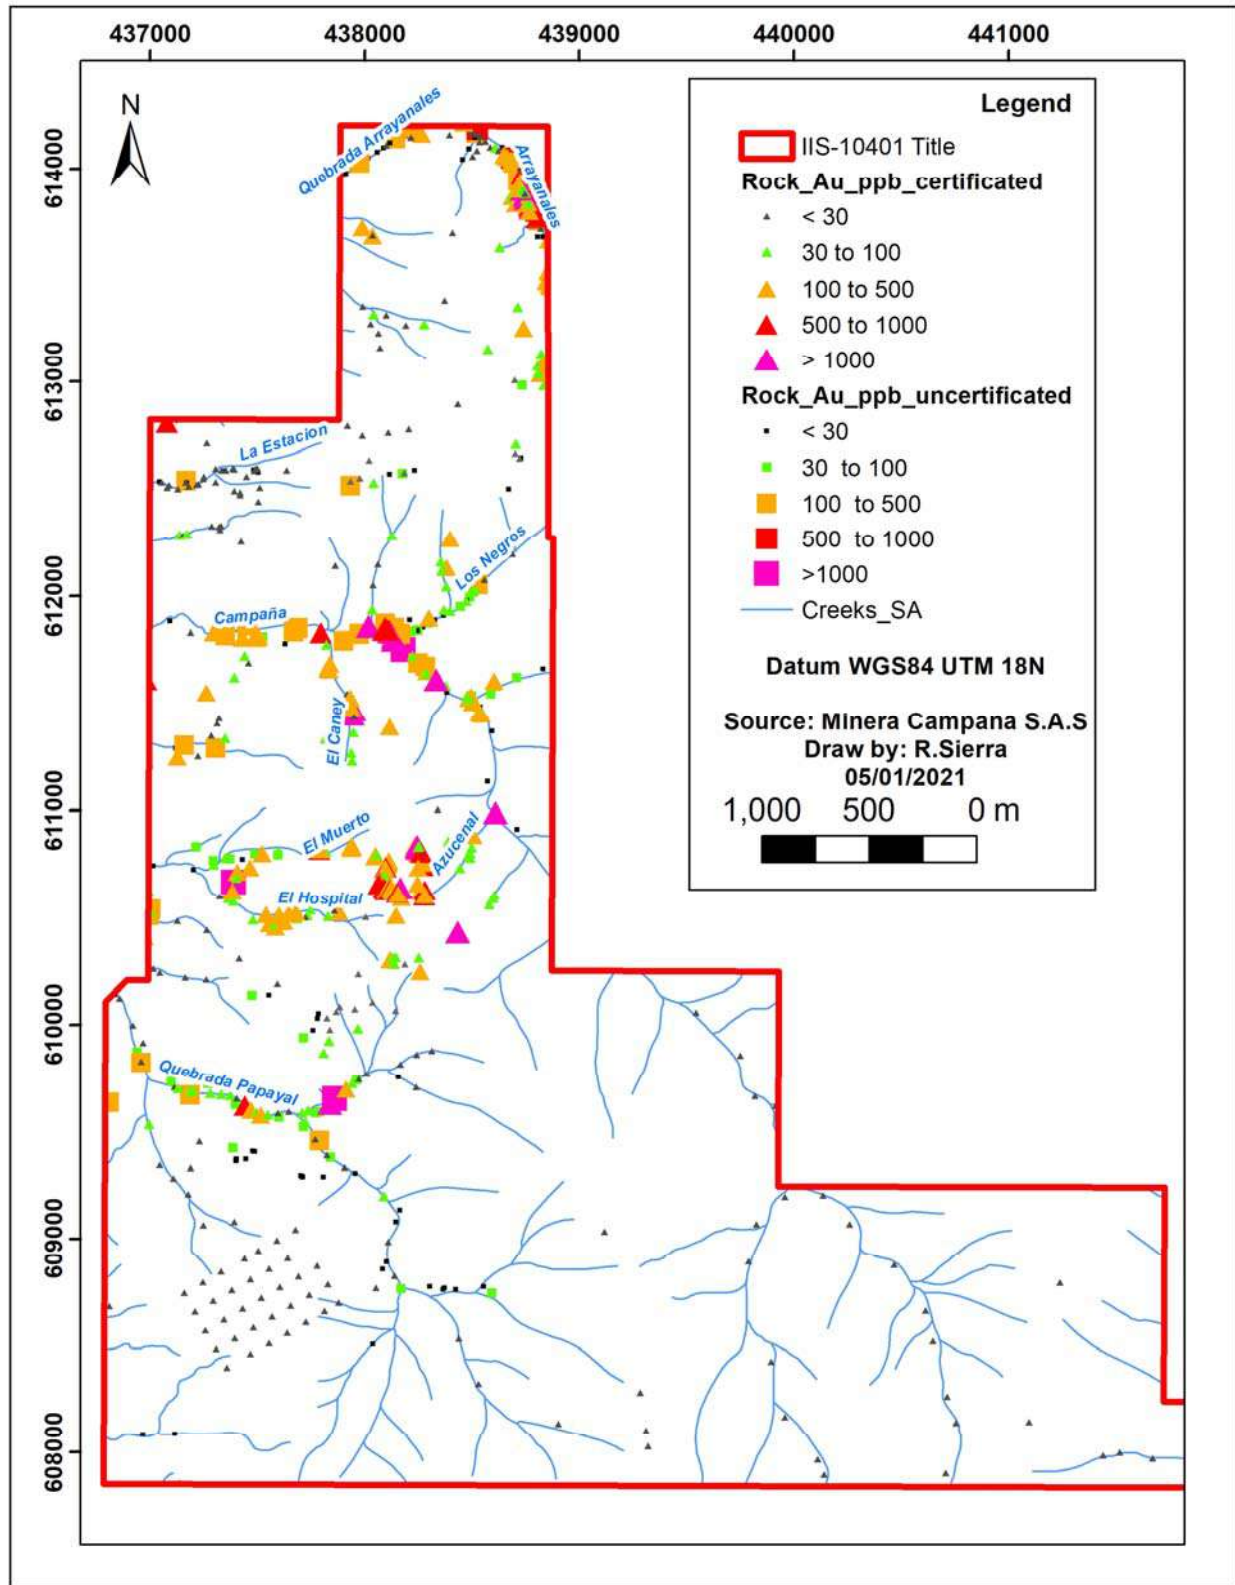 437000 438000 439000 440000 441000
N
Quebrada Arrayanales
Arrayanales
614000
613000
612000
611000
610000
609000
608000
La Estacion
Los Negros
Campaña
El Caney
El Muerto
Azucenal
El Hospital
Quebrada Papayal
Legend
IIS-10401 Title
Rock_Au_ppb_certificated
< 30
30 to 100
100 to 500
500 to 1000
> 1000
Rock_Au_ppb_uncertificated
< 30
30 to 100
100 to 500
500 to 1000
>1000
Creeks_SA
Datum WGS84 UTM 18N
Source: Minera Campana S.A.S
Draw by: R.Sierra
05/01/2021
1,000 500 0 m